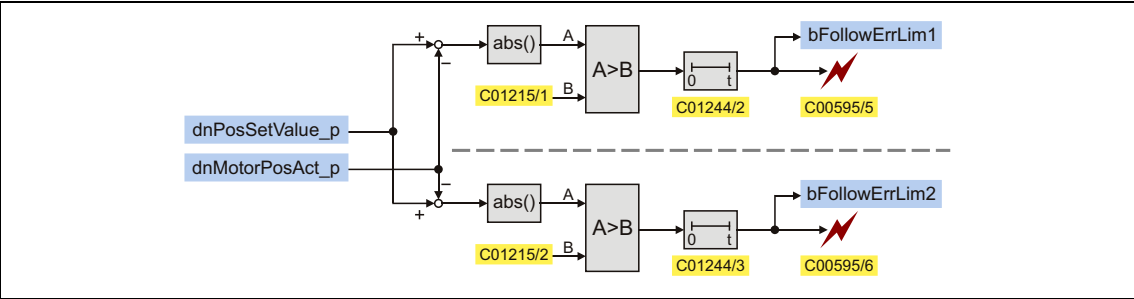 +
−
abs()
A
C01215/1
B
A>B
0 t
C01244/2
bFollowErrLim1
C00595/5
dnPosSetValue_p
dnMotorPosAct_p
−
+
abs()
A
C01215/2
B
A>B
0 t
C01244/3
bFollowErrLim2
C00595/6